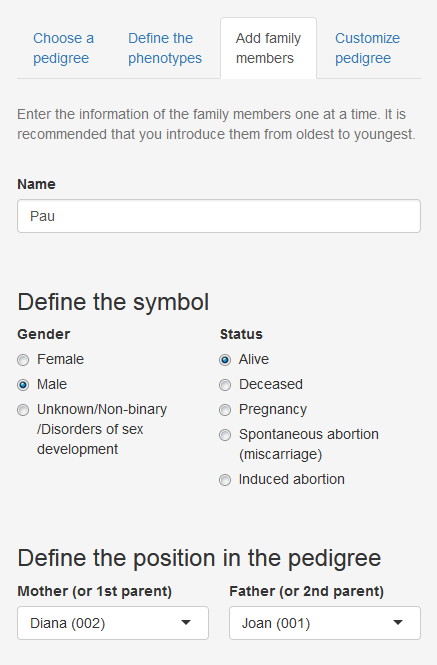 Choose a
pedigree
Define the
phenotypes
Add family
members
Customize
pedigree
Enter the information of the family members one at a time. It is
recommended that you introduce them from oldest to youngest.
Name
Pau
Define the symbol
Gender
Female
Male
Unknown/Non-binary
/Disorders of sex
development
Status
Alive
Deceased
Pregnancy
Spontaneous abortion
(miscarriage)
Induced abortion
Define the position in the pedigree
Mother (or 1st parent)
Diana (002)
Father (or 2nd parent)
Joan (001)